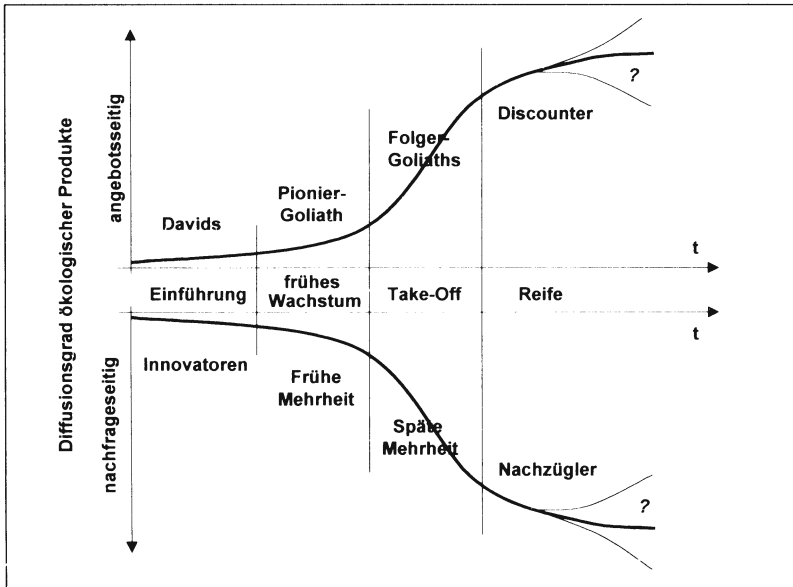 Diffusionsgrad ökologischer Produkte
angebotsseitig
nachfrageseitig
Davids
Pionier-
Goliath
Folger-
Goliaths
Discounter
?
t
Einführung
frühes
Wachstum
Take-Off
Reife
t
Innovatoren
Frühe
Mehrheit
Späte
Mehrheit
Nachzügler
?